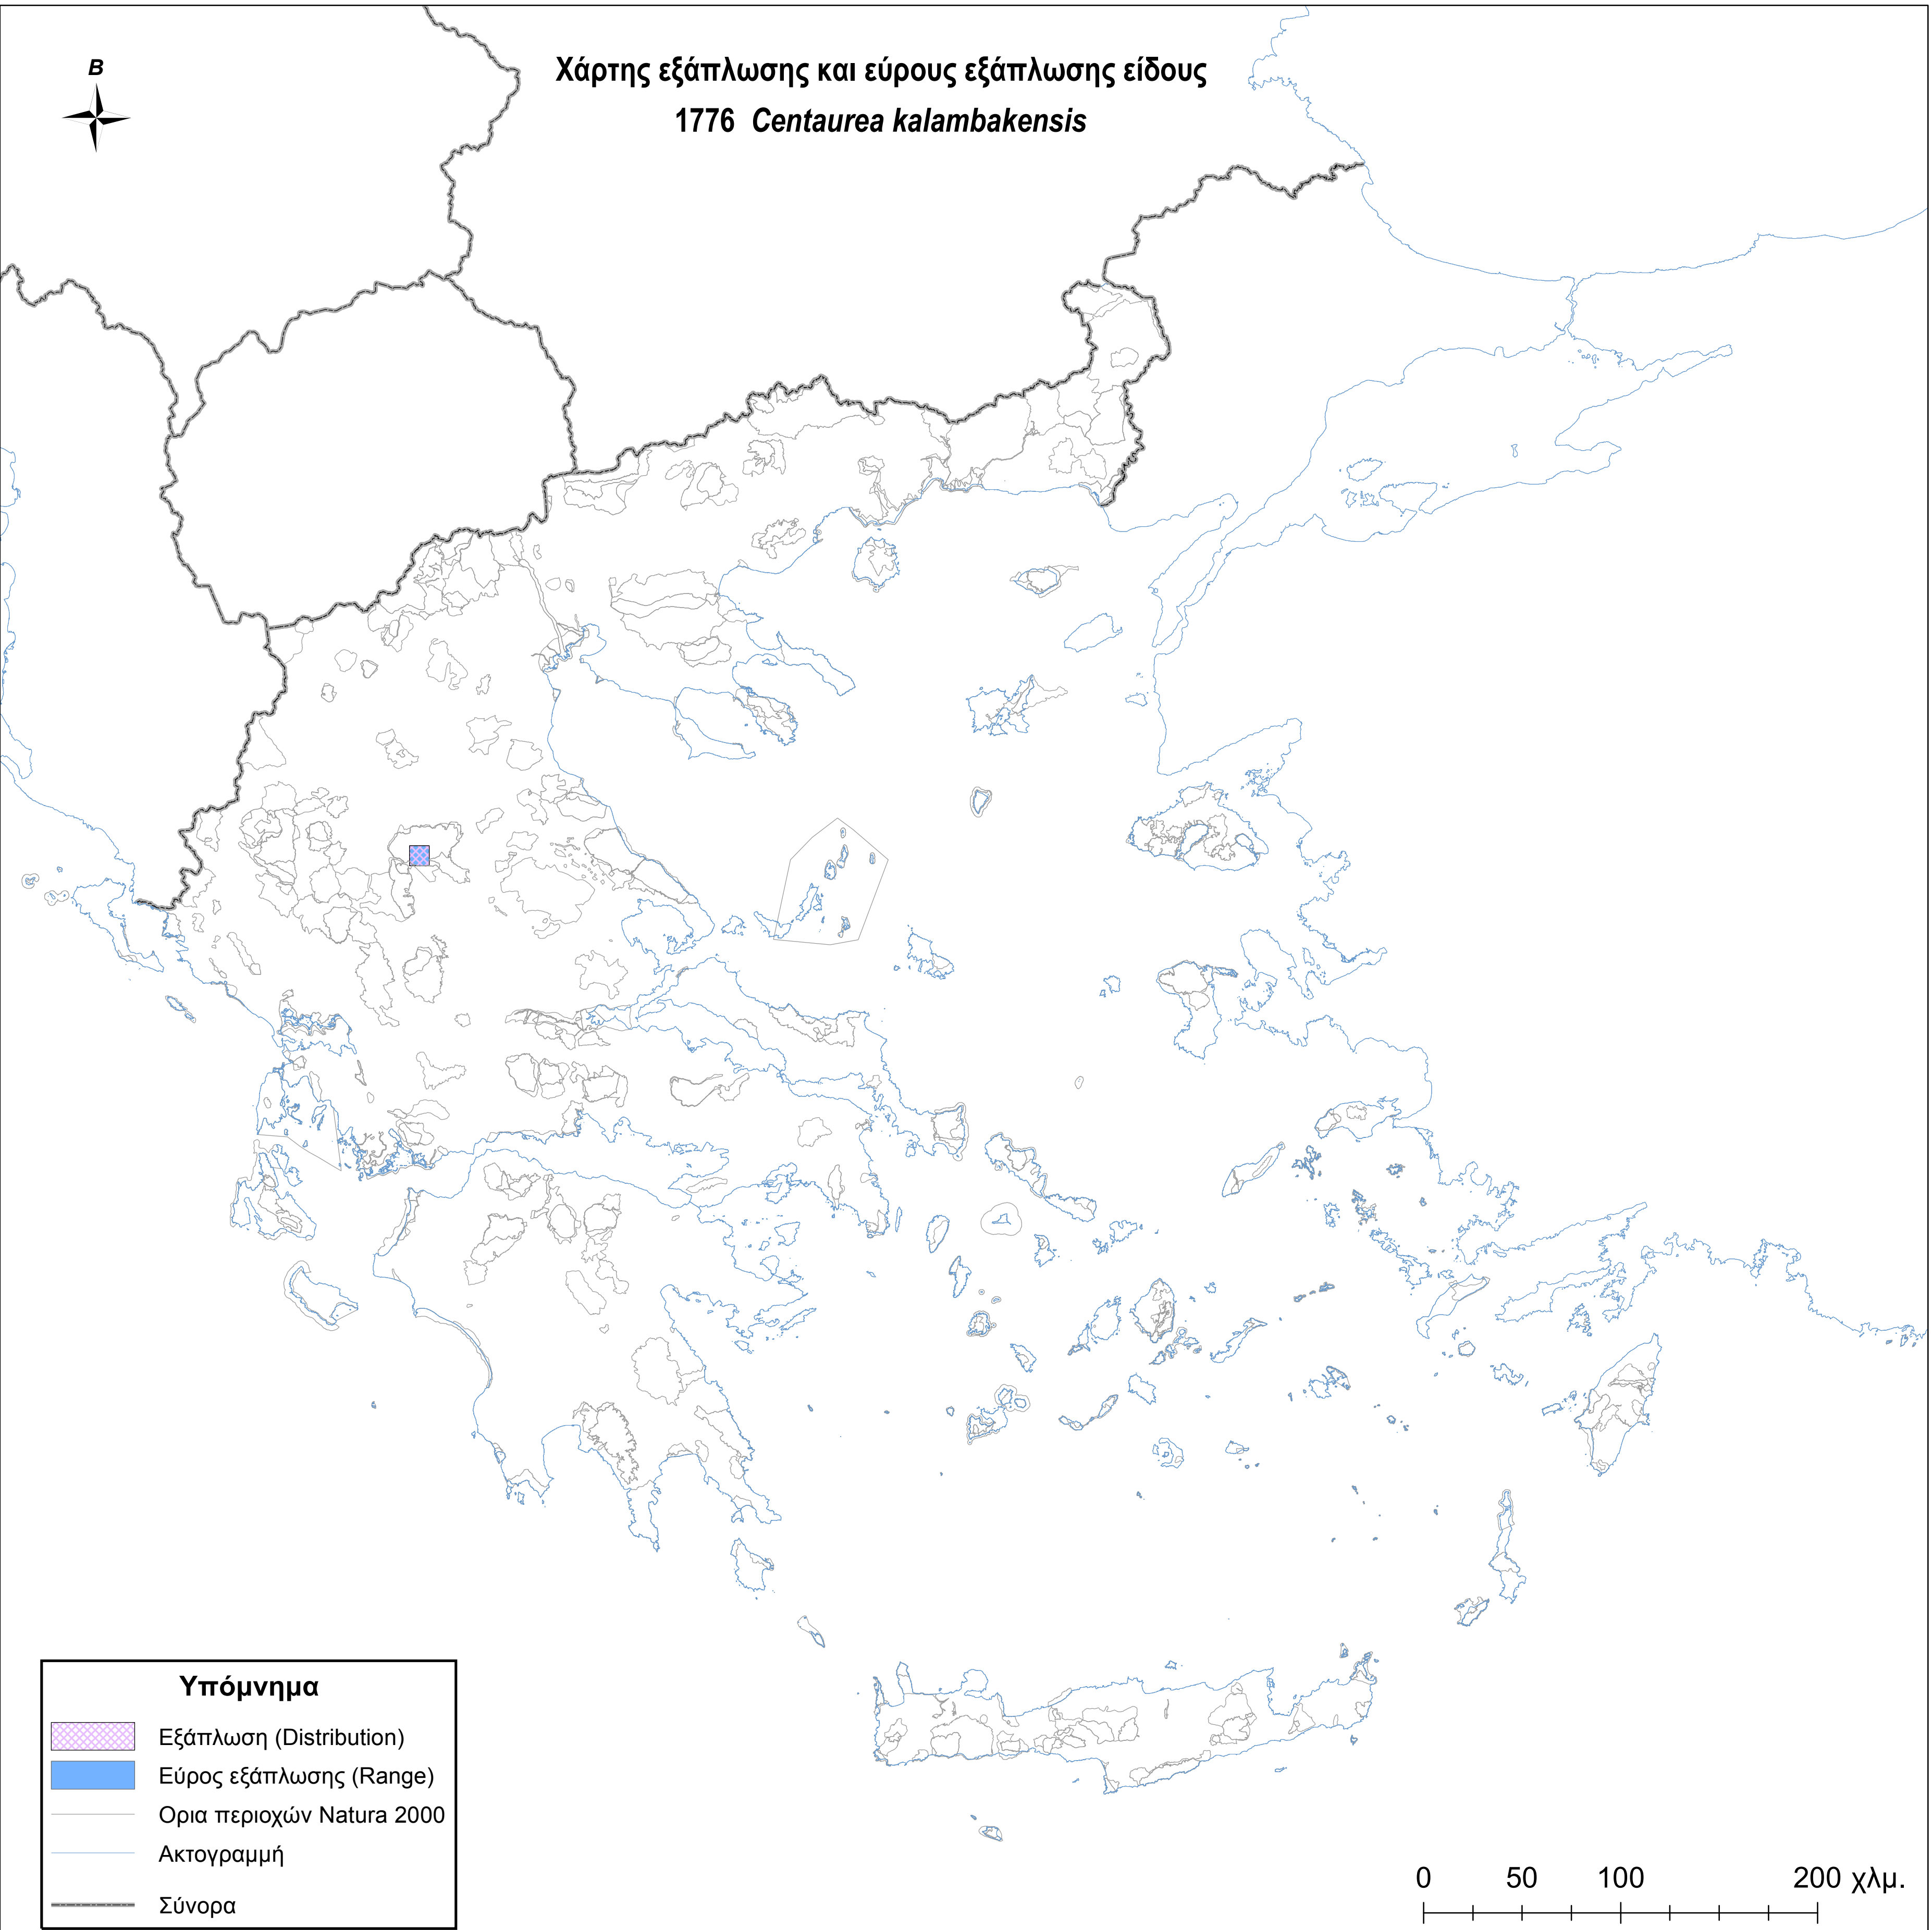 Χάρτης εξάπλωσης και εύρους εξάπλωσης είδους
1776 Centaurea kalambakensis
Β
Υπόμνημα
Εξάπλωση (Distribution)
Εύρος εξάπλωσης (Range)
Ορια περιοχών Natura 2000
Ακτογραμμή
Σύνορα
0 50 100 200 χλμ.